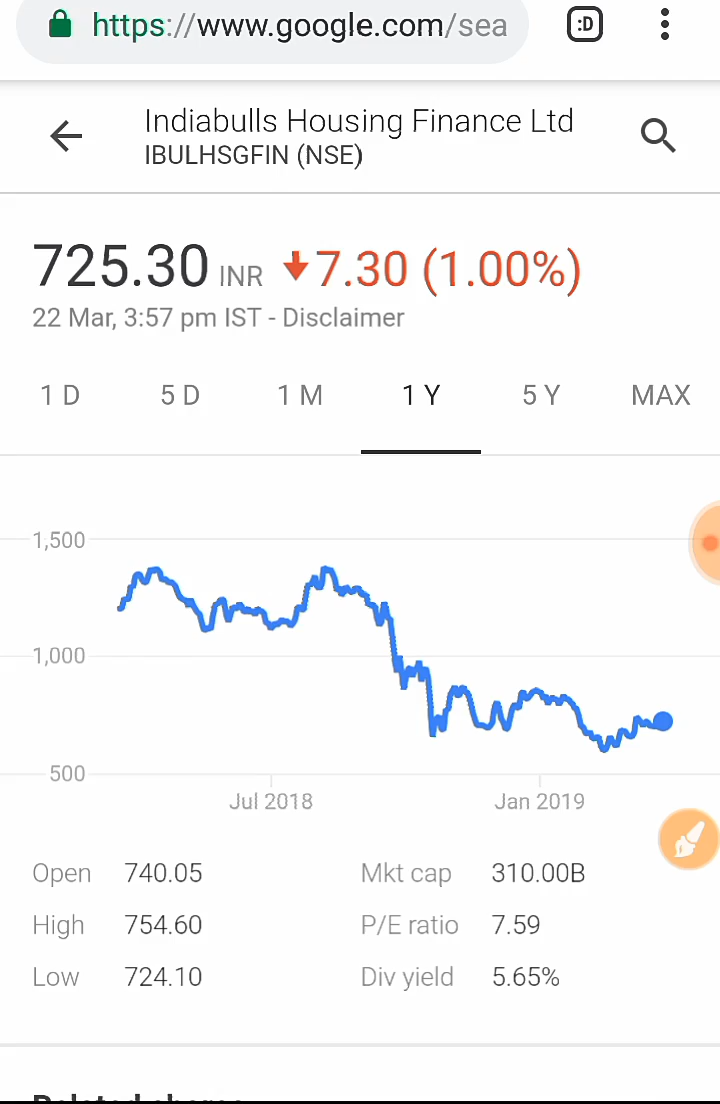 https://www.google.com/sea
:D
Indiabulls Housing Finance Ltd
IBULHSGFIN (NSE)
725.30 INR 7.30 (1.00%)
22 Mar, 3:57 pm IST - Disclaimer
1 D 5 D 1 M 1 Y 5 Y MAX
1,500
1,000
500
Jul 2018 Jan 2019
Open 740.05 Mkt cap 310.00B
High 754.60 P/E ratio 7.59
Low 724.10 Div yield 5.65%